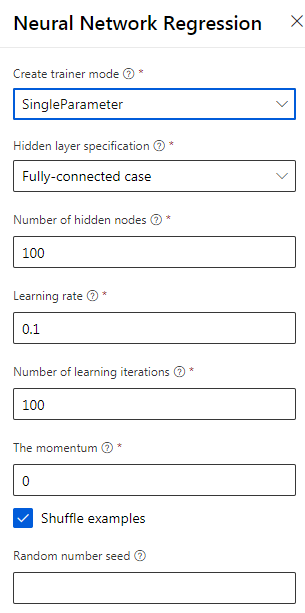 Neural Network Regression
Create trainer mode *
SingleParameter
Hidden layer specification *
Fully-connected case
Number of hidden nodes *
100
Learning rate *
0.1
Number of learning iterations *
100
The momentum *
0
Shuffle examples
Random number seed